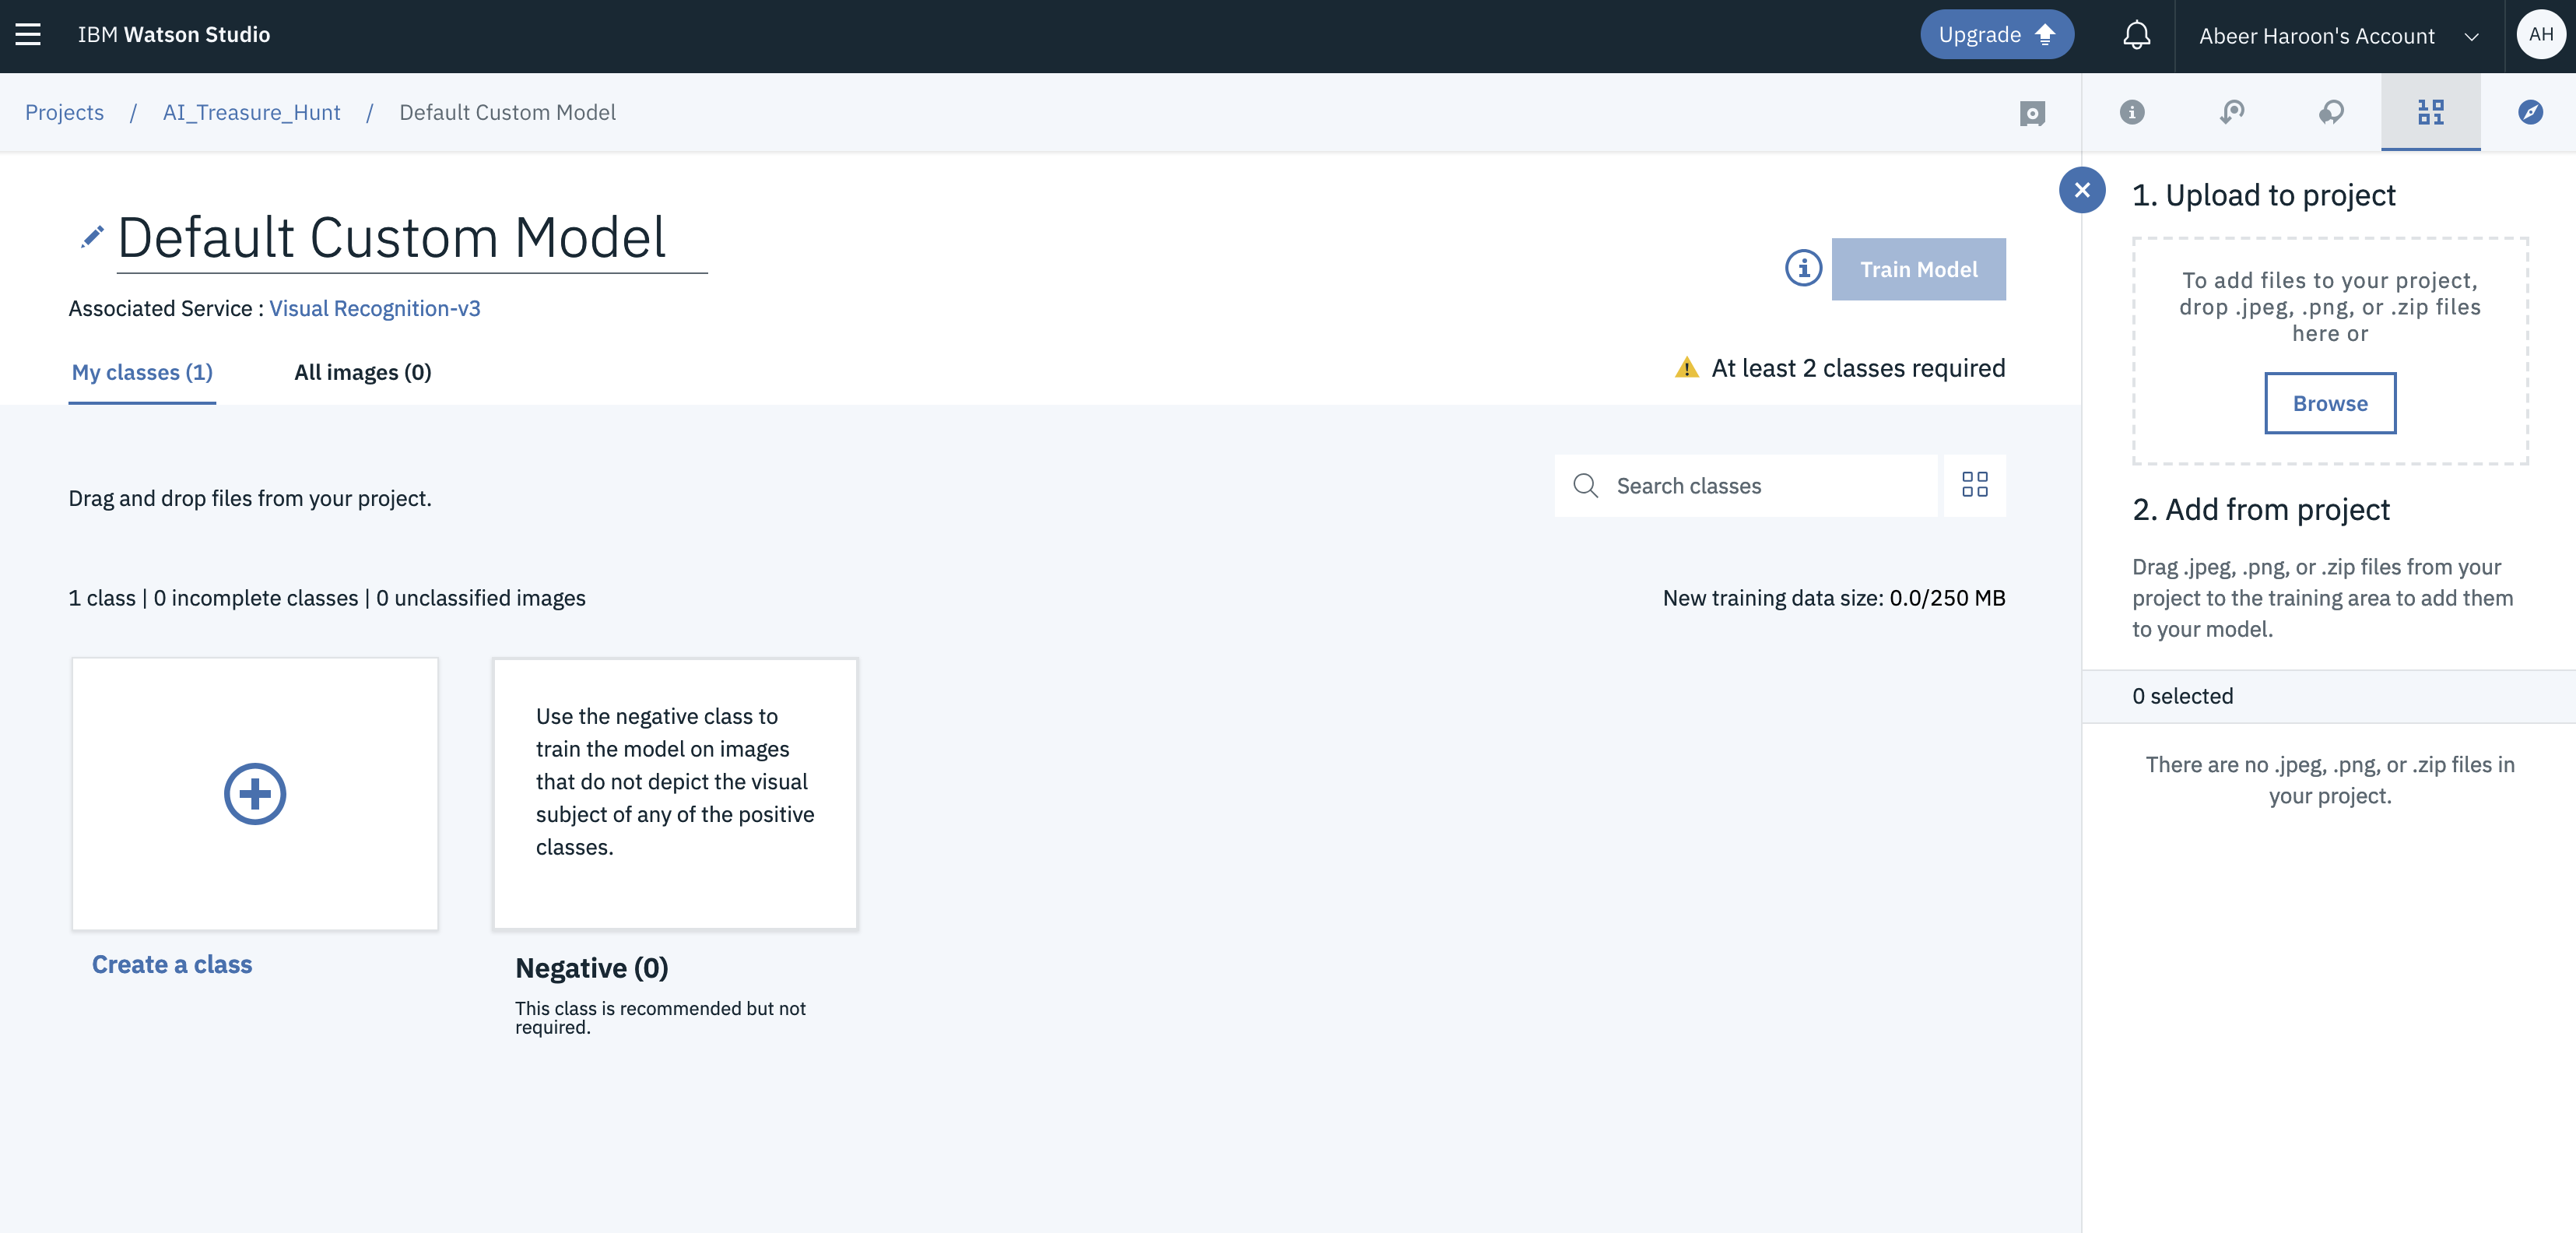 IBM Watson Studio
Upgrade
Abeer Haroon's Account
AH
Projects / AI_Treasure_Hunt / Default Custom Model
Default Custom Model
Train Model
Associated Service : Visual Recognition-v3
My classes (1)
All images (0)
At least 2 classes required
Drag and drop files from your project.
Search classes
1 class | 0 incomplete classes | 0 unclassified images
New training data size: 0.0/250 MB
Create a class
Use the negative class to
train the model on images
that do not depict the visual
subject of any of the positive
classes.
Negative (0)
This class is recommended but not
required.
1. Upload to project
To add files to your project,
drop .jpeg, .png, or .zip files
here or
Browse
2. Add from project
Drag .jpeg, .png, or .zip files from your
project to the training area to add them
to your model.
0 selected
There are no .jpeg, .png, or .zip files in
your project.